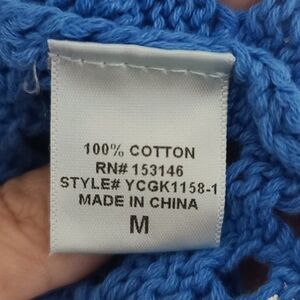 100% COTTON
RN# 153146
STYLE# YCGK1158-1
MADE IN CHINA
M